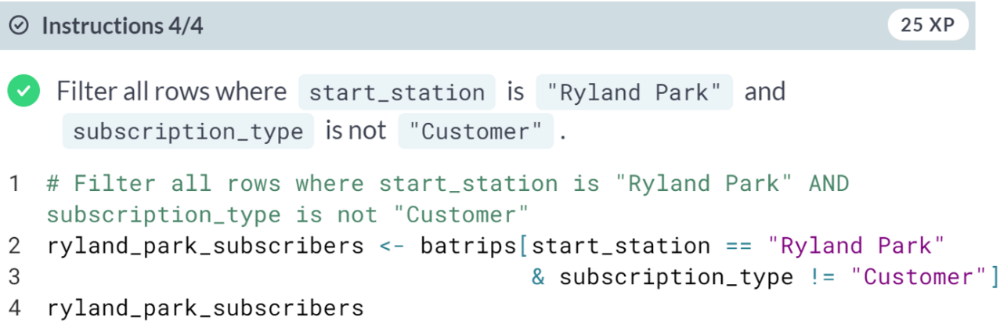 Instructions 4/4
25 XP
Filter all rows where start_station is "Ryland Park" and
subscription_type is not "Customer" .
1 # Filter all rows where start_station is "Ryland Park" AND
subscription_type is not "Customer"
2 ryland_park_subscribers <- batrips[start_station == "Ryland Park"
3 & subscription_type != "Customer"]
4 ryland_park_subscribers